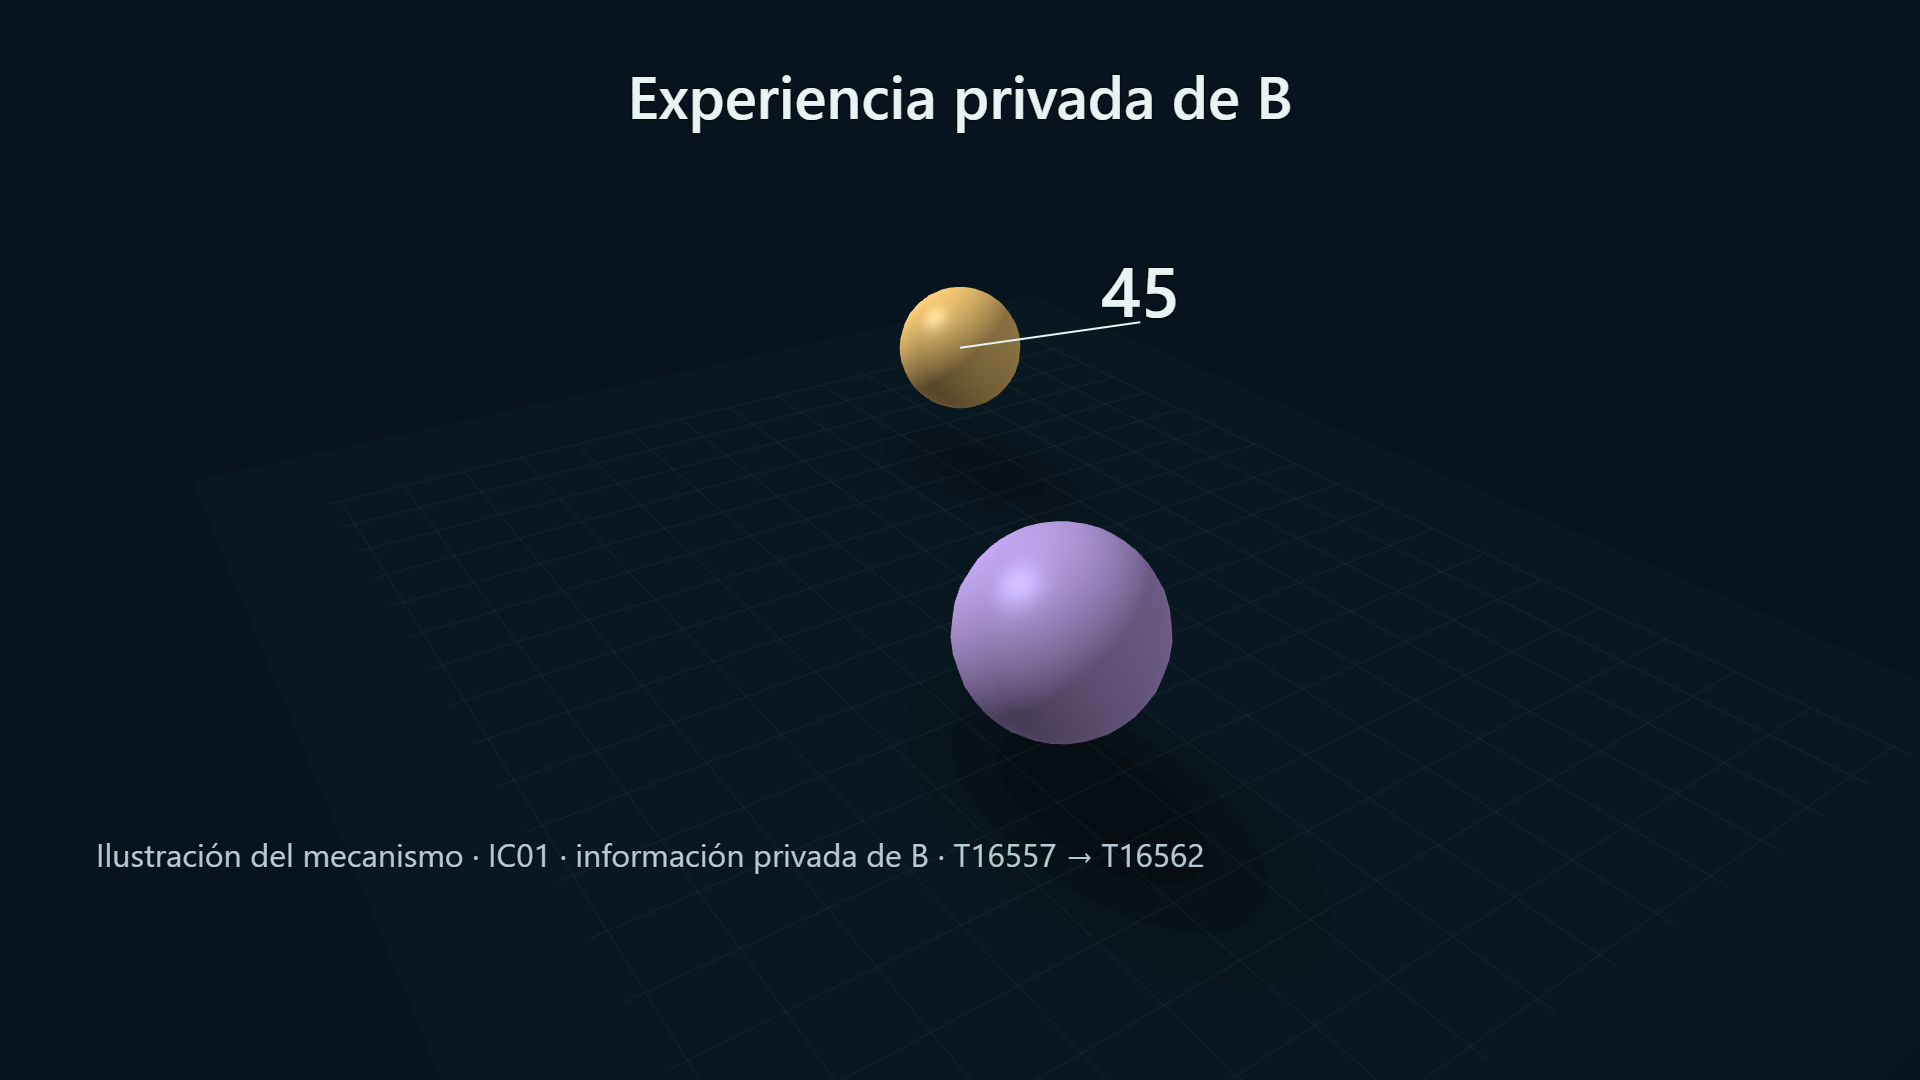 Experiencia privada de B
45
Ilustración del mecanismo · IC01 · información privada de B · T16557 → T16562